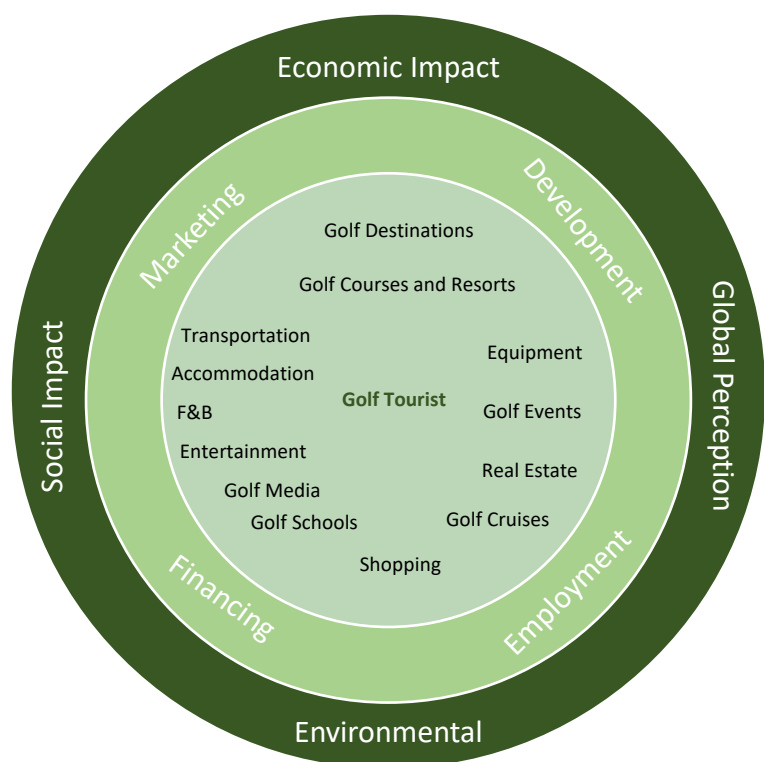 Economic Impact
Development
Marketing
Golf Destinations
Golf Courses and Resorts
Global Perception
Social Impact
Transportation
Equipment
Accommodation
Golf Tourist
F&B
Golf Events
Entertainment
Real Estate
Golf Media
Golf Schools
Golf Cruises
Shopping
Financing
Employment
Environmental